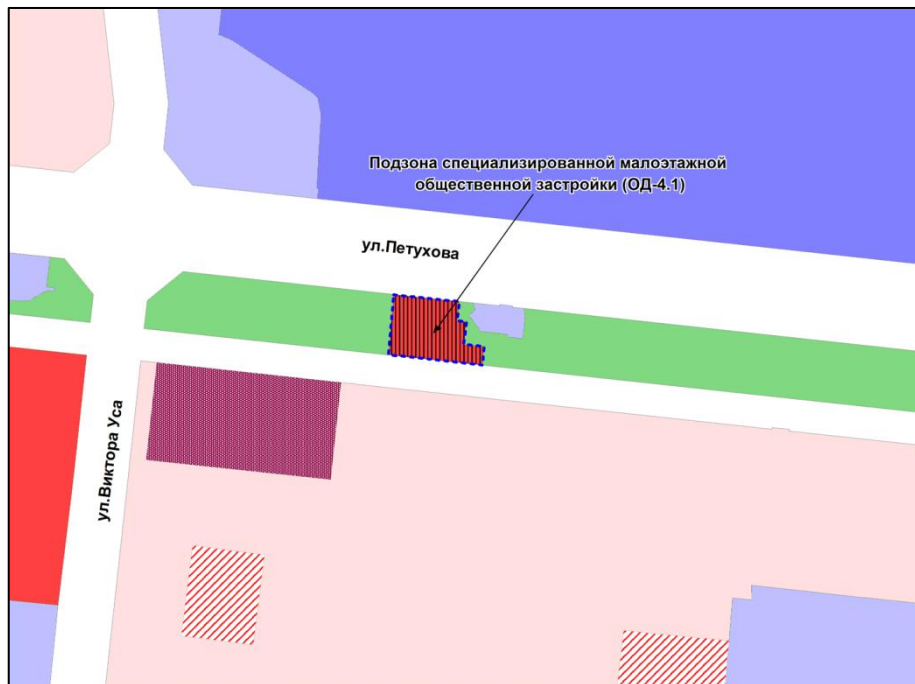 Подзона специализированной малоэтажной
общественной застройки (ОД-4.1)
ул.Петухова
ул.Виктора Уса